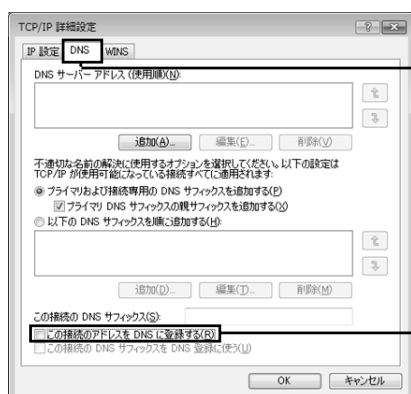 TCP/IP 詳細設定
IP 設定 DNS WINS
DNS サーバー アドレス (使用順)(N):
追加(A)... 編集(E)... 削除(V)
不適切な名前の解決に使用するオプションを選択してください。以下の設定は
TCP/IP が使用可能になっている接続すべてに適用されます:
プライマリおよび接続専用の DNS サフィックスを追加する(P)
プライマリ DNS サフィックスの親サフィックスを追加する(X)
以下の DNS サフィックスを順に追加する(H):
追加(D)... 編集(T)... 削除(M)
この接続の DNS サフィックス(S):
この接続のアドレスを DNS に登録する(R)
この接続の DNS サフィックスを DNS 登録に使う(U)
OK キャンセル